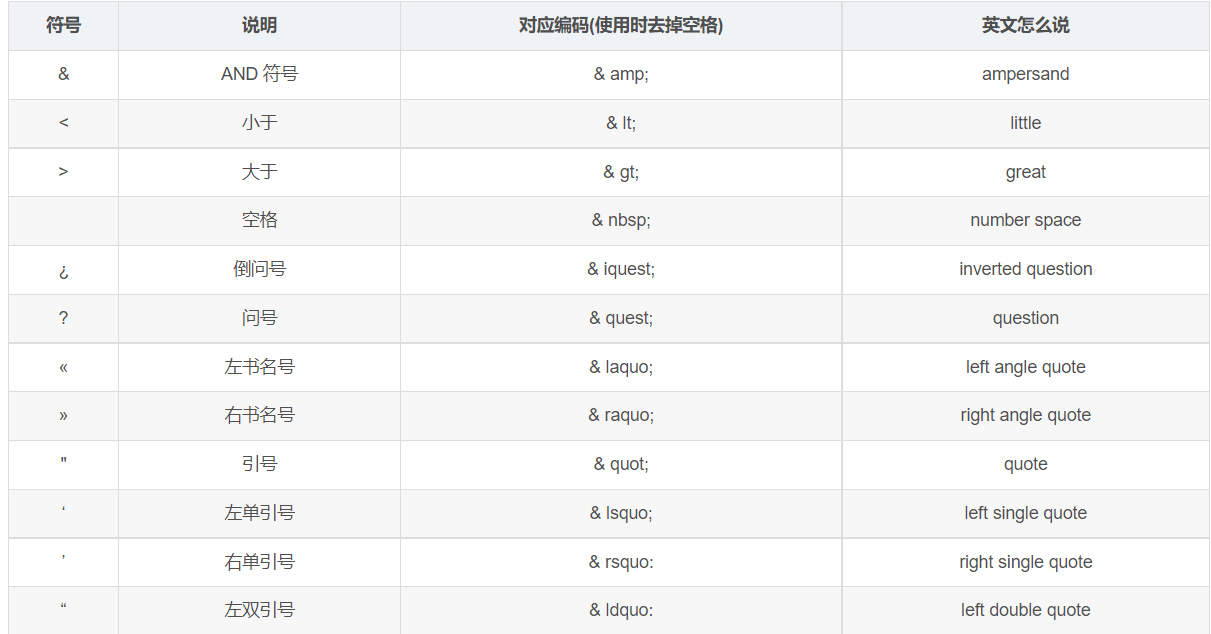 符号 说明 对应编码(使用时去掉空格) 英文怎么说
& AND 符号 & amp; ampersand
< 小于 & lt; little
> 大于 & gt; great
空格 & nbsp; number space
¿ 倒问号 & iquest; inverted question
? 问号 & quest; question
« 左书名号 & laquo; left angle quote
» 右书名号 & raquo; right angle quote
" 引号 & quot; quote
‘ 左单引号 & lsquo; left single quote
’ 右单引号 & rsquo: right single quote
“ 左双引号 & ldquo: left double quote